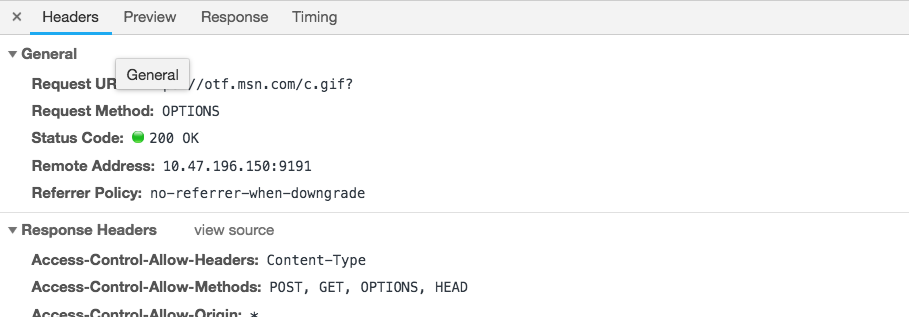 × Headers Preview Response Timing
▼ General
General
Request UR //otf.msn.com/c.gif?
Request Method: OPTIONS
Status Code: 200 OK
Remote Address: 10.47.196.150:9191
Referrer Policy: no-referrer-when-downgrade
▼ Response Headers view source
Access-Control-Allow-Headers: Content-Type
Access-Control-Allow-Methods: POST, GET, OPTIONS, HEAD
Access-Control-Allow-Origin: *